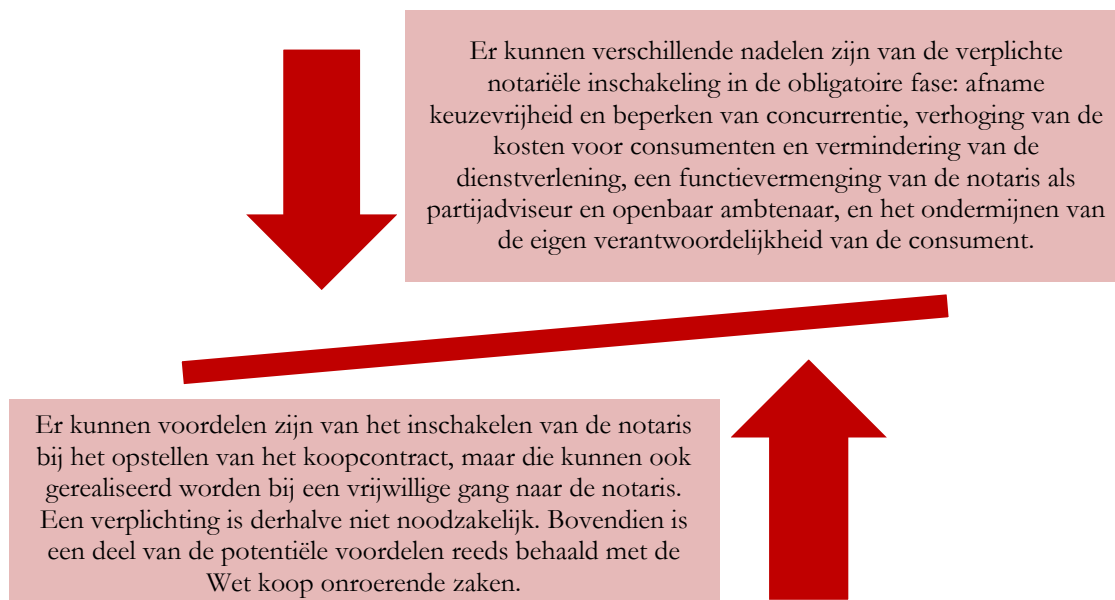 Er kunnen verschillende nadelen zijn van de verplichte
notariële inschakeling in de obligatoire fase: afname
keuzevrijheid en beperken van concurrentie, verhoging van de
kosten voor consumenten en vermindering van de
dienstverlening, een functievermenging van de notaris als
partijadviseur en openbaar ambtenaar, en het ondermijnen van
de eigen verantwoordelijkheid van de consument.
Er kunnen voordelen zijn van het inschakelen van de notaris
bij het opstellen van het koopcontract, maar die kunnen ook
gerealiseerd worden bij een vrijwillige gang naar de notaris.
Een verplichting is derhalve niet noodzakelijk. Bovendien is
een deel van de potentiële voordelen reeds behaald met de
Wet koop onroerende zaken.